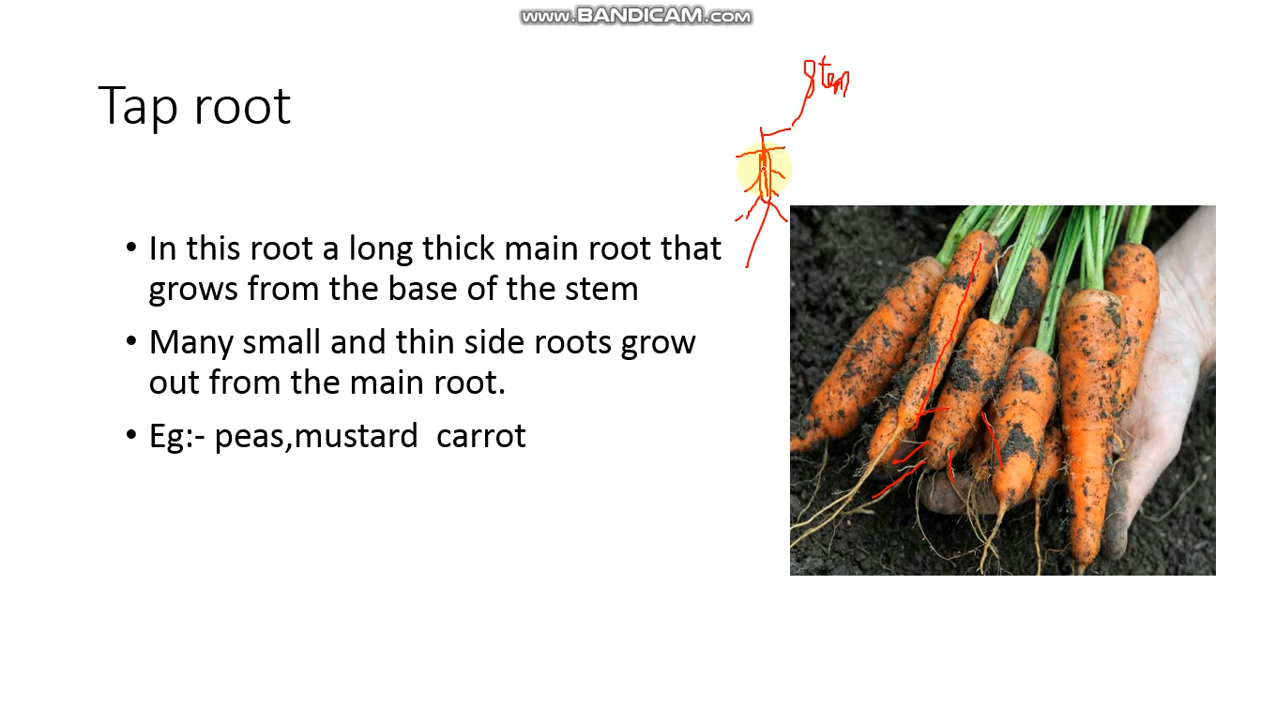 www.BANDICAM.com
Stem
Tap root
• In this root a long thick main root that
grows from the base of the stem
• Many small and thin side roots grow
out from the main root.
• Eg:- peas,mustard  carrot